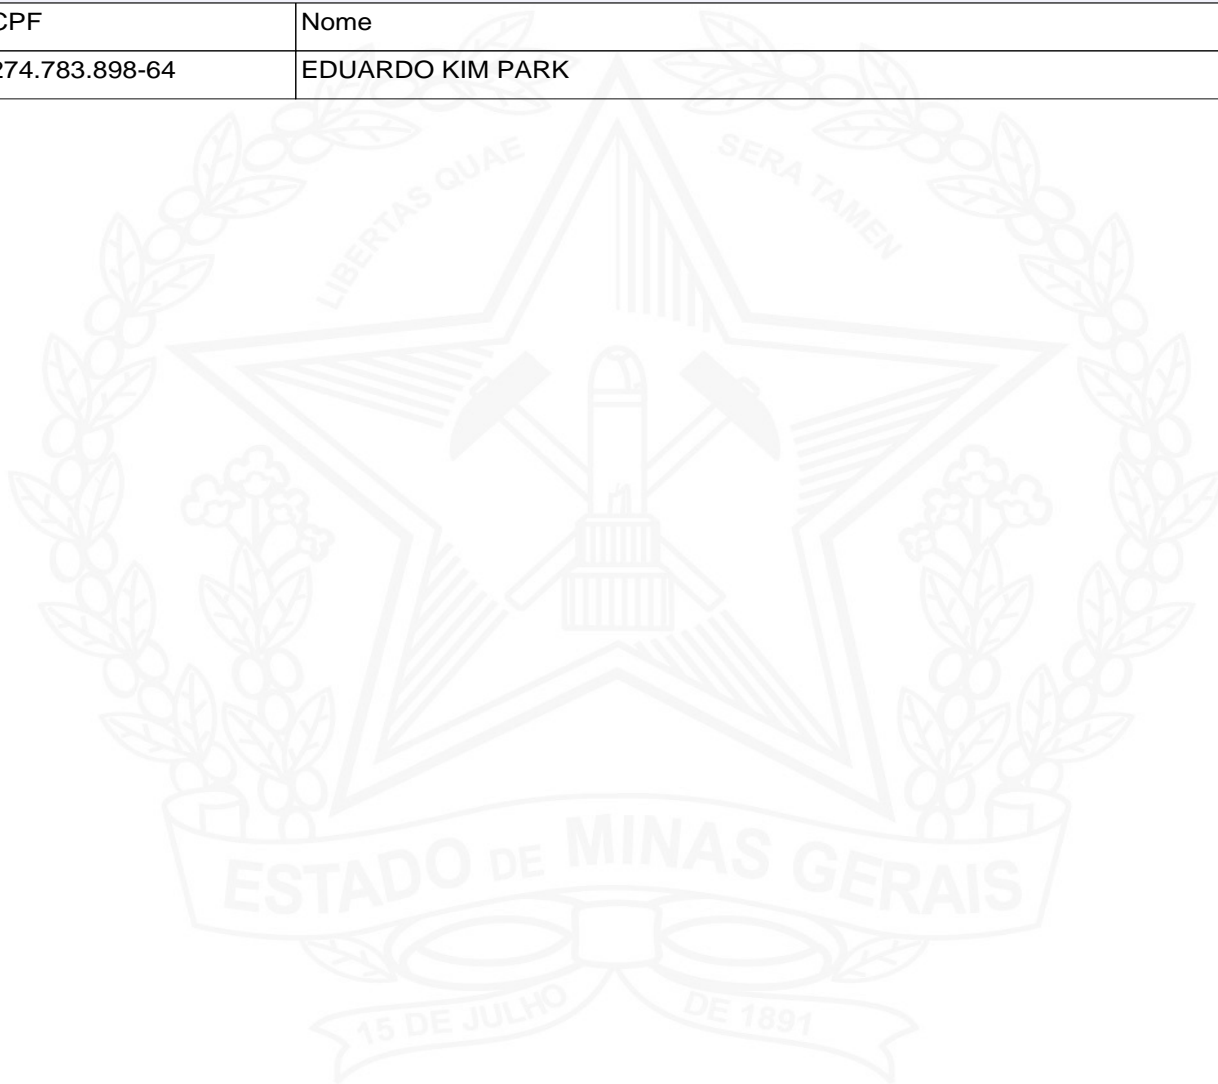 CPF Nome
274.783.898-64 EDUARDO KIM PARK
LIBERTAS QUAE SERA TAMEN
ESTADO DE MINAS GERAIS
15 DE JULHO DE 1891